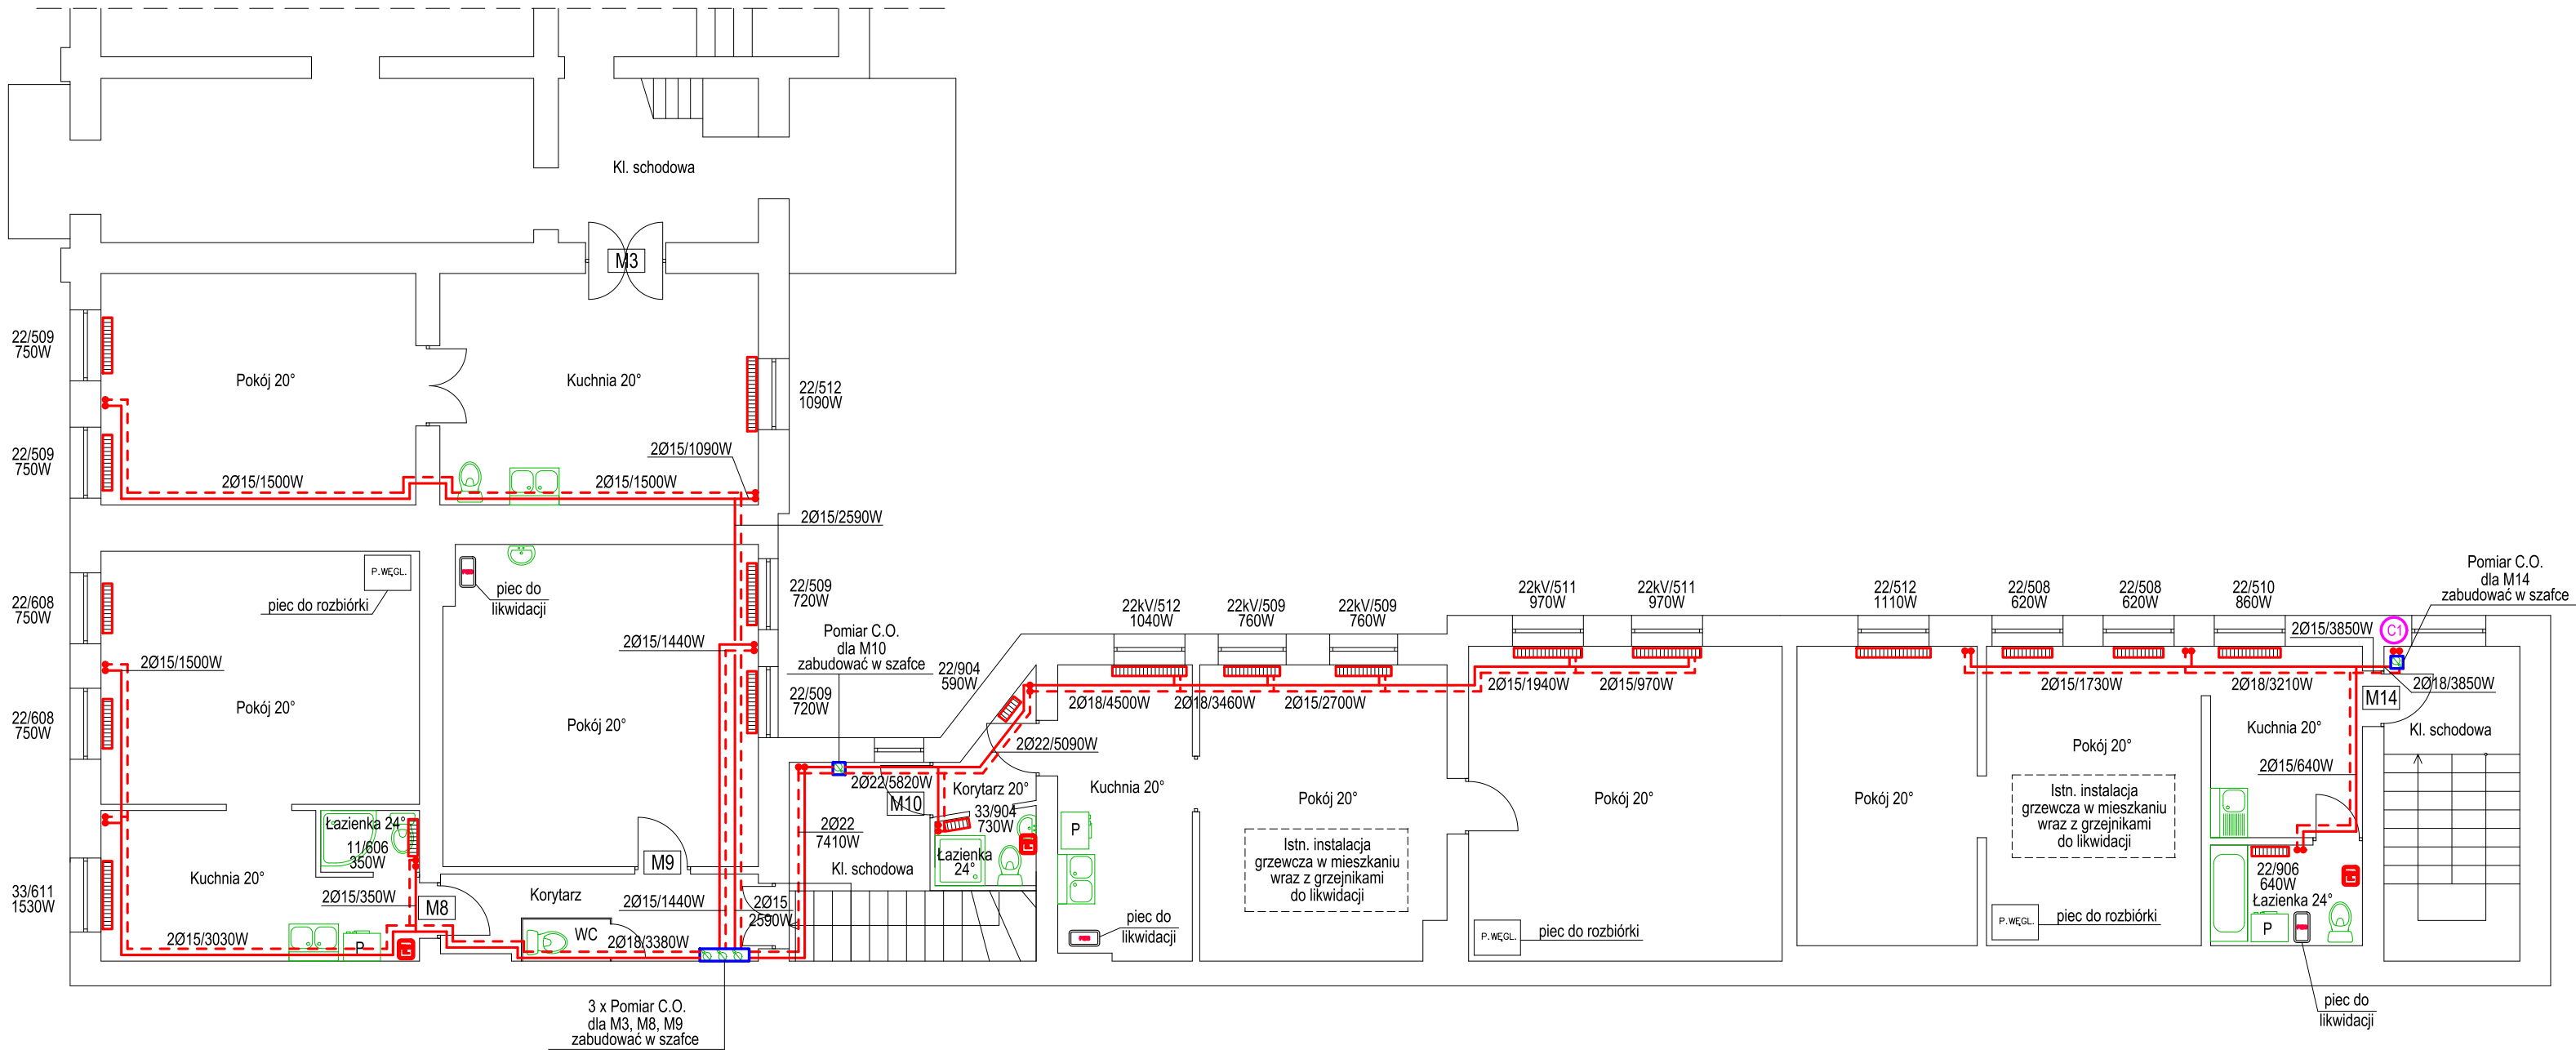 Kl. schodowa
M3
22/509
750W
Pokój 20°
Kuchnia 20°
22/512
1090W
22/509
750W
2Ø15/1090W
2Ø15/1500W
2Ø15/1500W
2Ø15/2590W
P.WĘGL.
piec do rozbiórki
piec do
likwidacji
22/509
720W
22/608
750W
2Ø15/1500W
2Ø15/1440W
Pokój 20°
Pokój 20°
22/608
750W
22/509
720W
Pomiar C.O.
dla M10
zabudować w szafce
22/904
590W
Łazienka 24°
11/606
350W
Kuchnia 20°
33/611
1530W
2Ø15/350W
M8
M9
Korytarz
WC
2Ø15/1440W
2Ø15
2590W
2Ø15/3030W
P
2Ø18/3380W
3 x Pomiar C.O.
dla M3, M8, M9
zabudować w szafce
2Ø22
7410W
Kl. schodowa
2Ø22/5820W
M10
Korytarz 20°
33/904
730W
Łazienka
24°
2Ø22/5090W
22kV/512
1040W
22kV/509
760W
22kV/509
760W
22kV/511
970W
22kV/511
970W
2Ø18/4500W
2Ø18/3460W
2Ø15/2700W
2Ø15/1940W
2Ø15/970W
Kuchnia 20°
P
piec do
likwidacji
Pokój 20°
Istn. instalacja
grzewcza w mieszkaniu
wraz z grzejnikami
do likwidacji
Pokój 20°
P.WĘGL.
piec do rozbiórki
22/512
1110W
22/508
620W
22/508
620W
22/510
860W
2Ø15/3850W
C1
Pomiar C.O.
dla M14
zabudować w szafce
2Ø15/1730W
2Ø18/3210W
2Ø18/3850W
M14
Kuchnia 20°
Kl. schodowa
Pokój 20°
2Ø15/640W
Pokój 20°
Istn. instalacja
grzewcza w mieszkaniu
wraz z grzejnikami
do likwidacji
22/906
640W
Łazienka 24°
P
P.WĘGL.
piec do rozbiórki
piec do
likwidacji